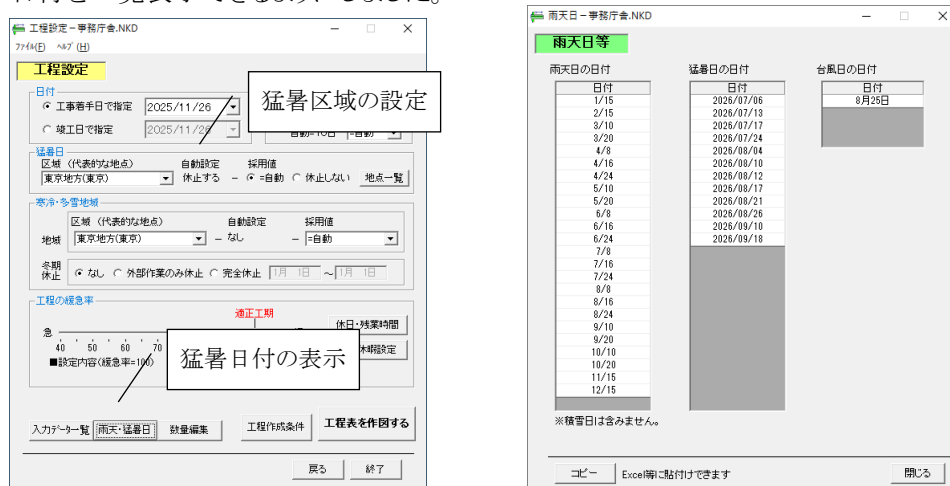 工程設定 – 事務庁舎.NKD
ファイル(F) ヘルプ(H)
工程設定
日付
工事着手日で指定 2025/11/26
竣工日で指定 2025/11/26
=自動
猛暑区域の設定
猛暑日
区域 (代表的な地点) 自動設定 採用値
東京地方(東京) 休止する – =自動 休止しない 地点一覧
寒冷・多雪地域
区域 (代表的な地点) 自動設定 採用値
地域 東京地方(東京) – なし – =自動
冬期休止 なし 外部作業のみ休止 完全休止 1月 1日 ～ 1月 1日
工程の緩急率
適正工期
急
40 50 60 70
■設定内容(緩急率=100)
休日・残業時間
休暇設定
猛暑日付の表示
入力データ一覧 雨天・猛暑日 数量編集 工程作成条件 工程表を作図する
戻る 終了
雨天日 – 事務庁舎.NKD
雨天日等
雨天日の日付 猛暑日の日付 台風日の日付
日付 日付 日付
1/15 2026/07/06 8月25日
2/15 2026/07/13
3/10 2026/07/17
3/20 2026/07/24
4/8 2026/08/04
4/16 2026/08/10
4/24 2026/08/12
5/10 2026/08/17
5/20 2026/08/21
6/8 2026/08/26
6/16 2026/09/10
6/24 2026/09/18
7/8
7/16
7/24
8/8
8/16
8/24
9/10
9/20
10/10
10/20
11/15
12/15
※積雪日は含みません。
コピー Excel等に貼付けできます 閉じる